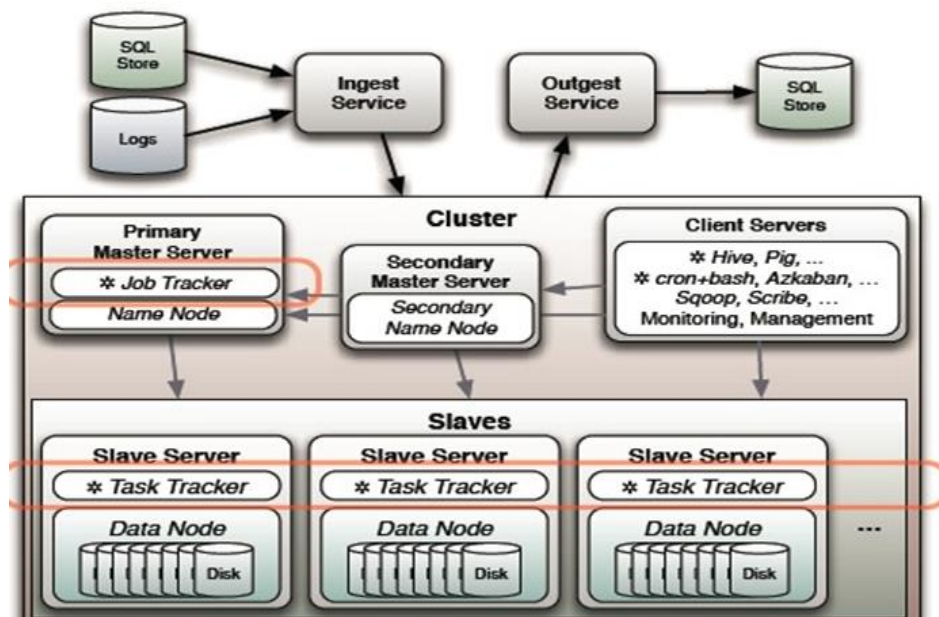 SQL
Store
Logs
Ingest
Service
Outgest
Service
SQL
Store
Cluster
Primary
Master Server
✲ Job Tracker
Name Node
Secondary
Master Server
Secondary
Name Node
Client Servers
✲ Hive, Pig, ...
✲ cron+bash, Azkaban, ...
Sqoop, Scribe, ...
Monitoring, Management
Slaves
Slave Server
✲ Task Tracker
Data Node
Disk
Slave Server
✲ Task Tracker
Data Node
Disk
Slave Server
✲ Task Tracker
Data Node
Disk
...